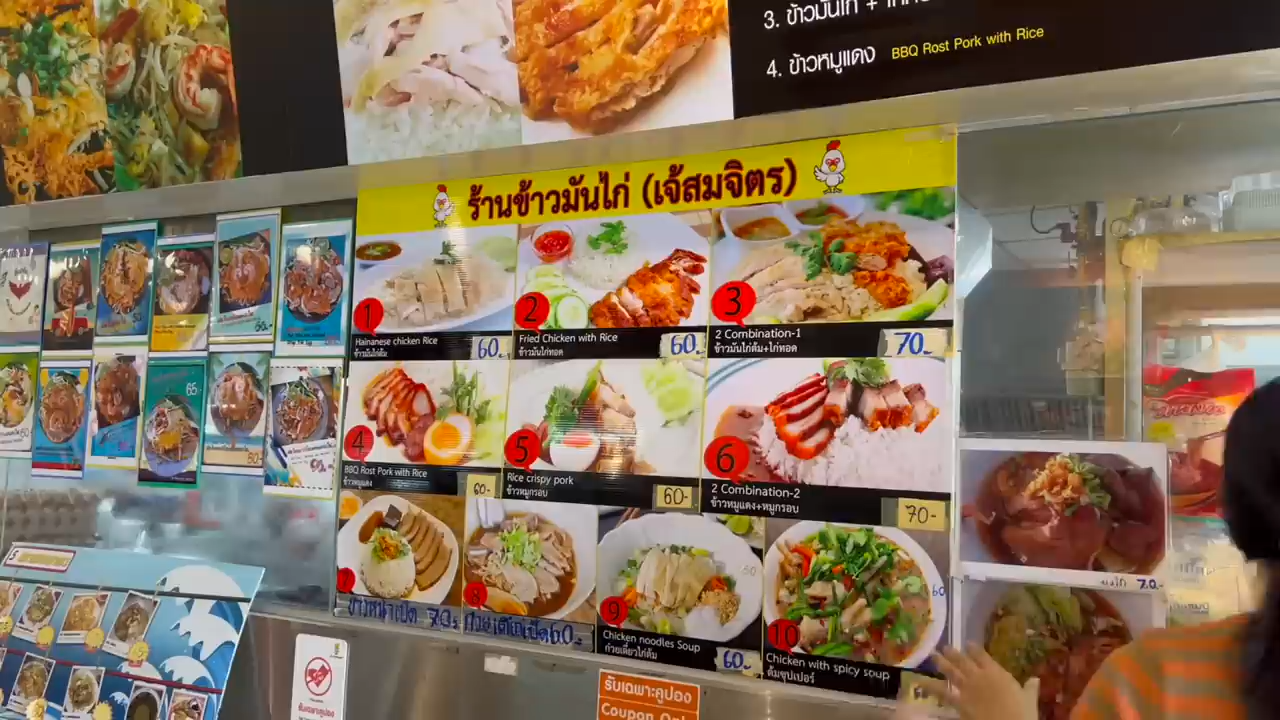 3. ข้าวมันไก่ +
4. ข้าวหมูแดง BBQ Rost Pork with Rice
ร้านข้าวมันไก่ (เจ้สมจิตร)
1
Hainanese chicken Rice
ข้าวมันไก่ต้ม
60.-
2
Fried Chicken with Rice
ข้าวมันไก่ทอด
60.-
3
2 Combination-1
ข้าวมันไก่ต้ม+ไก่ทอด
70.-
4
BBQ Rost Pork with Rice
ข้าวหมูแดง
60.-
5
Rice crispy pork
ข้าวหมูกรอบ
60.-
6
2 Combination-2
ข้าวหมูแดง+หมูกรอบ
70.-
7
ข้าวหน้าเป็ด 70.-
8
ก๋วยเตี๋ยวเป็ด 60.-
9
Chicken noodles Soup
ก๋วยเตี๋ยวไก่ต้ม
60.-
10
Chicken with spicy soup
ต้มซุปเปอร์
60
70.-
65.-
รับเฉพาะคูปอง
Coupon Only